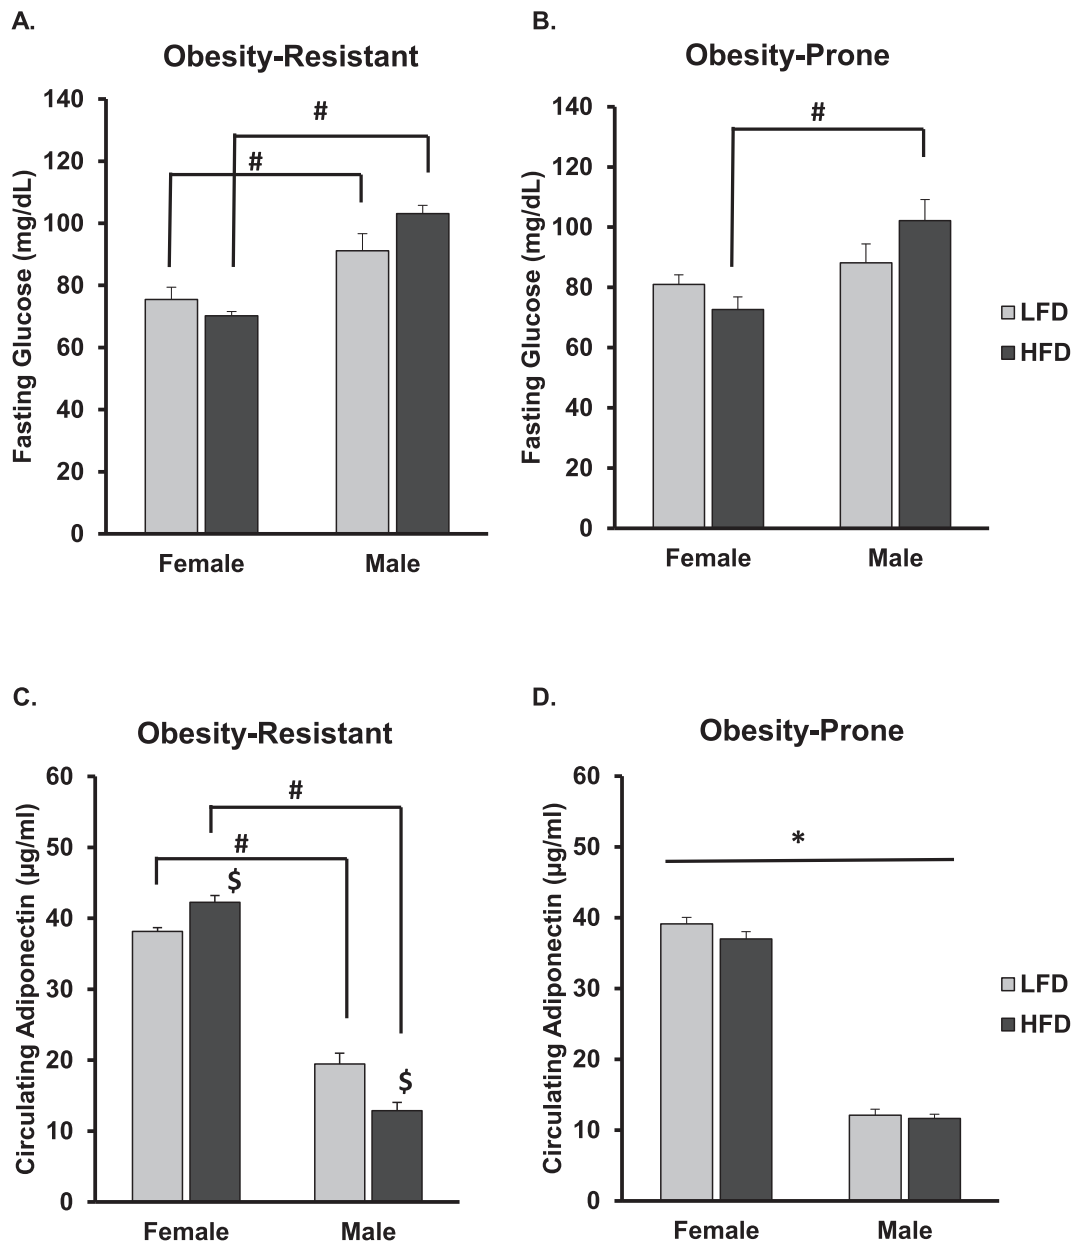 A.
Obesity-Resistant
Fasting Glucose (mg/dL)
140
120
100
80
60
40
20
0
#
#
Female
Male
B.
Obesity-Prone
Fasting Glucose (mg/dL)
140
120
100
80
60
40
20
0
#
Female
Male
LFD
HFD
C.
Obesity-Resistant
Circulating Adiponectin (µg/ml)
60
50
40
30
20
10
0
#
#
$
$
Female
Male
D.
Obesity-Prone
Circulating Adiponectin (µg/ml)
60
50
40
30
20
10
0
*
Female
Male
LFD
HFD